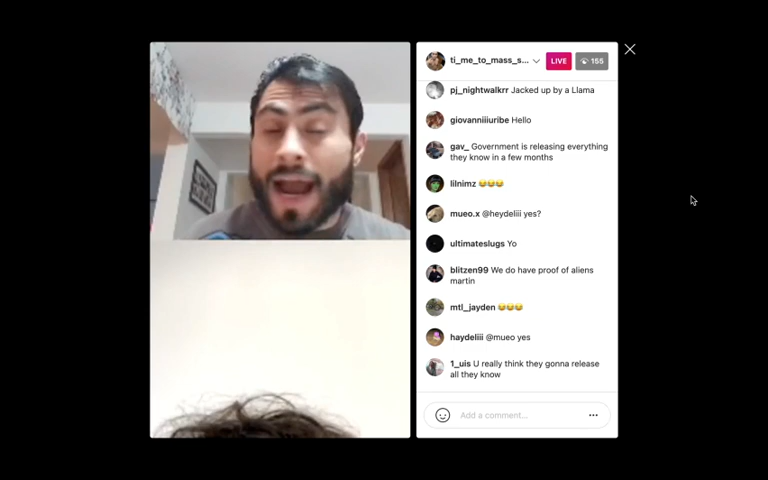 ti_me_to_mass_s...
LIVE
155
pj_nightwalkrr Jacked up by a Llama
giovanniiiuribe Hello
gav_ Government is releasing everything
they know in a few months
lilnimz 😂😂😂
mueo.x @heydeliii yes?
ultimateslugs Yo
blitzen99 We do have proof of aliens
martin
mtl_jayden 😂😂😂
haydeliii @mueo yes
1_uis U really think they gonna release
all they know
Add a comment...